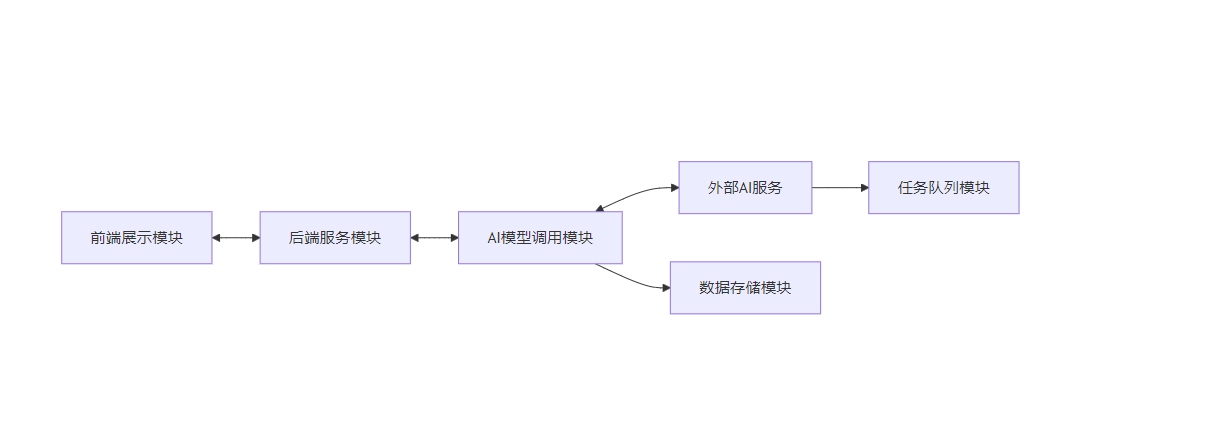 前端展示模块
后端服务模块
AI模型调用模块
外部AI服务
任务队列模块
数据存储模块